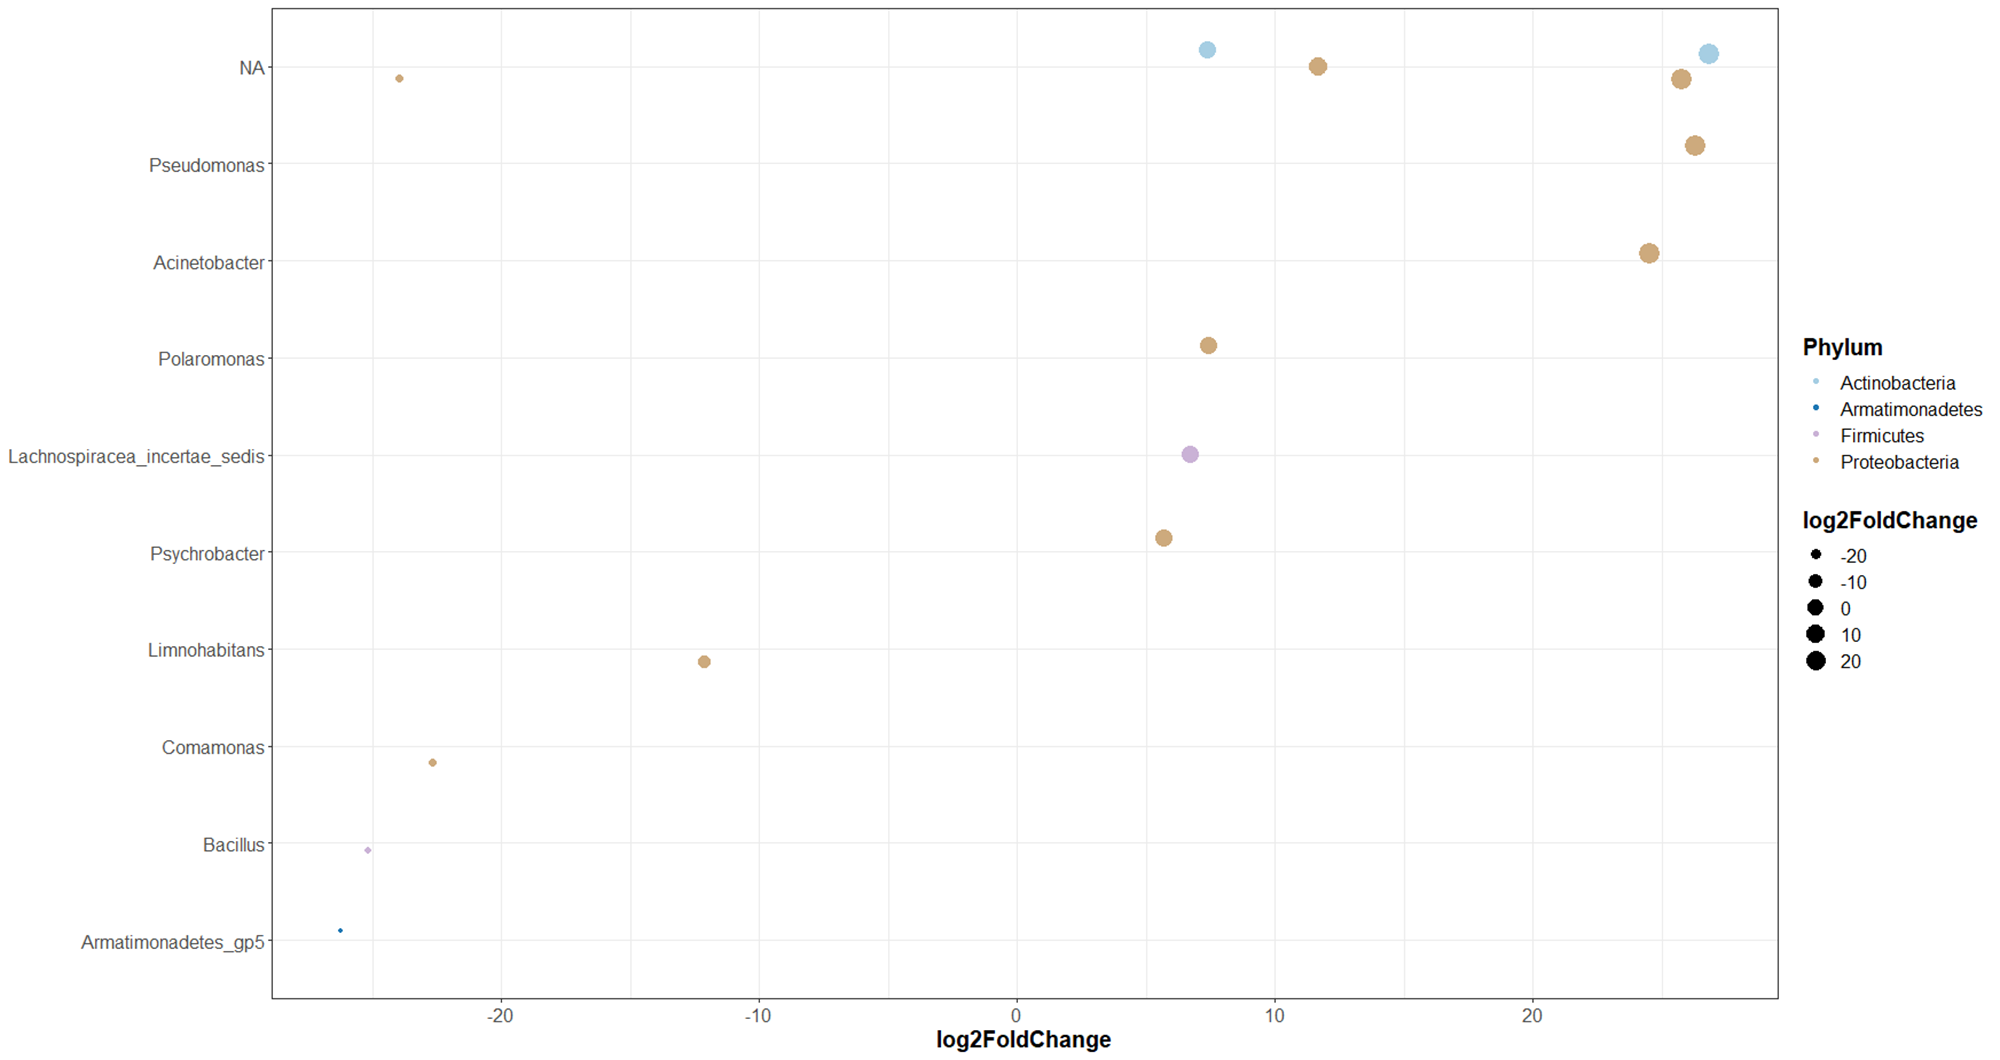 NA
Pseudomonas
Acinetobacter
Polaromonas
Lachnospiracea_incertae_sedis
Psychrobacter
Limnohabitans
Comamonas
Bacillus
Armatimonadetes_gp5
-20 -10 0 10 20
log2FoldChange
Phylum
Actinobacteria
Armatimonadetes
Firmicutes
Proteobacteria
log2FoldChange
-20
-10
0
10
20